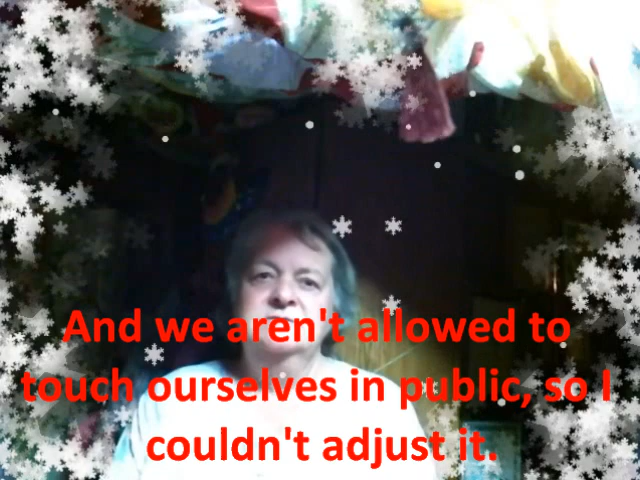 And we aren't allowed to
touch ourselves in public, so I
couldn't adjust it.